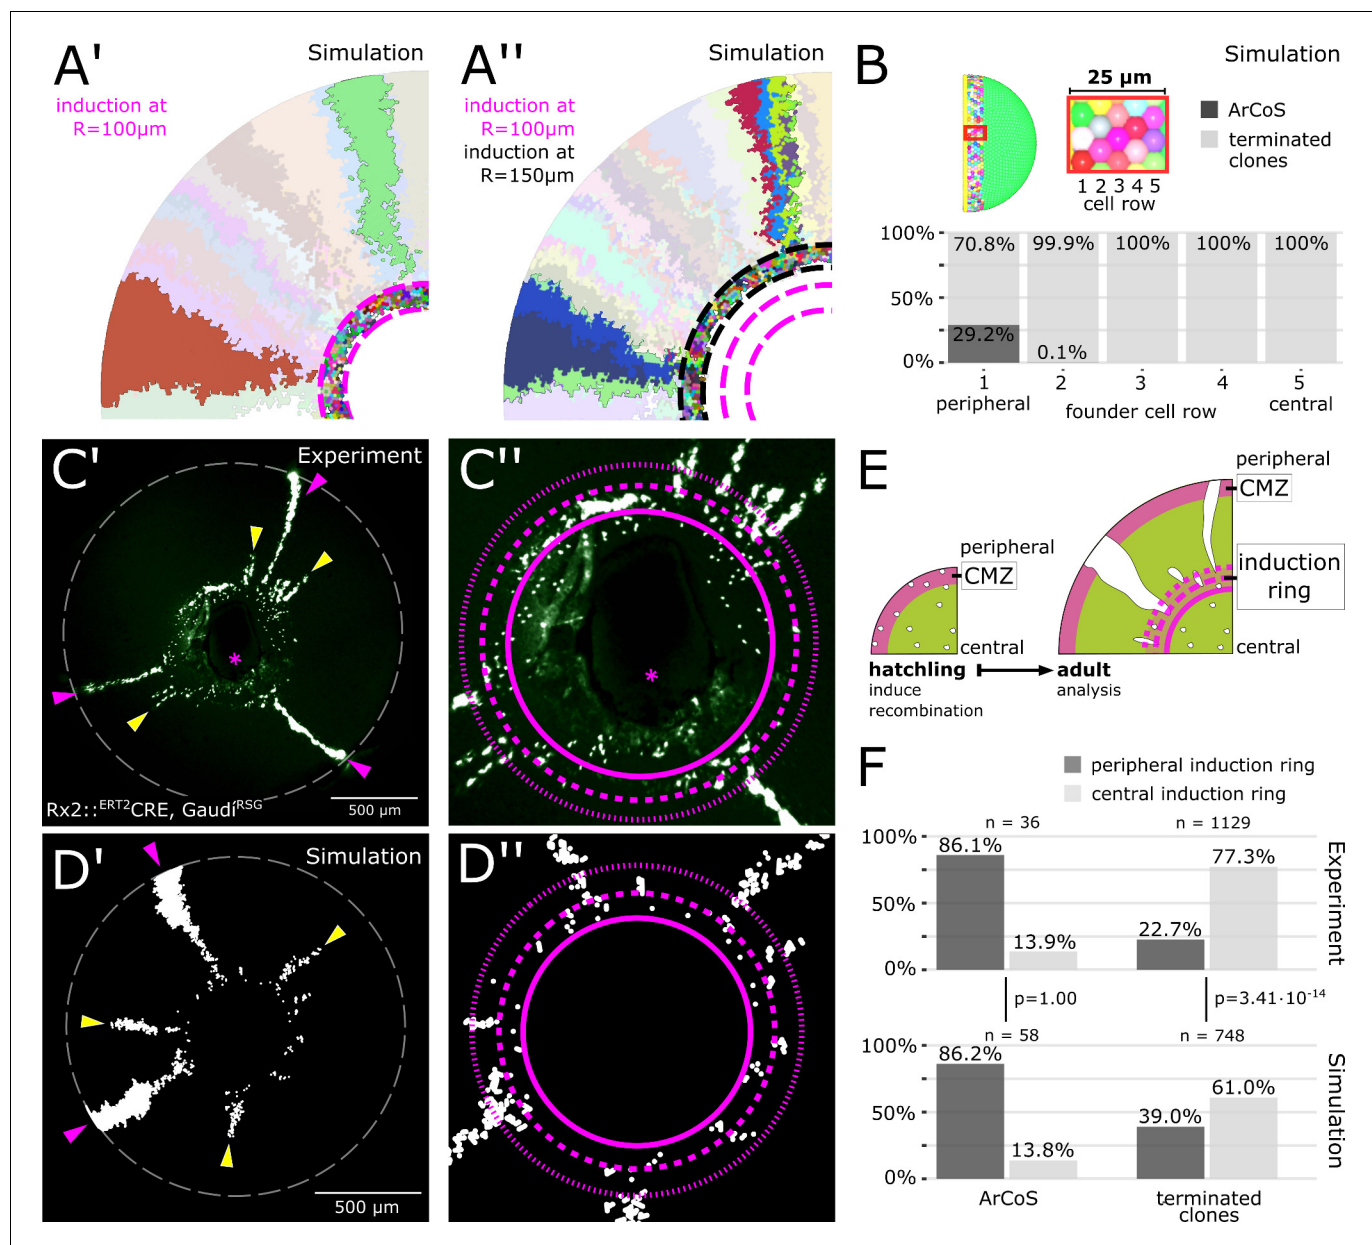 A'
Simulation
induction at
R=100µm
A''
Simulation
induction at
R=100µm
induction at
R=150µm
B
Simulation
25 µm
ArCoS
terminated
clones
1 2 3 4 5
cell row
100%
50%
0%
70.8% 99.9% 100% 100% 100%
29.2% 0.1%
1 2 3 4 5
peripheral founder cell row central
C'
Experiment
*
Rx2::ERT2CRE, GaudíRSG
500 µm
C''
*
D'
Simulation
500 µm
D''
E
peripheral
CMZ
central
hatchling
induce
recombination
peripheral
CMZ
induction
ring
central
adult
analysis
F
peripheral induction ring
central induction ring
n = 36 n = 1129
100%
50%
0%
86.1%
13.9%
22.7%
77.3%
Experiment
p=1.00 p=3.41·10-14
n = 58 n = 748
100%
50%
0%
86.2%
13.8%
39.0%
61.0%
Simulation
ArCoS terminated
clones